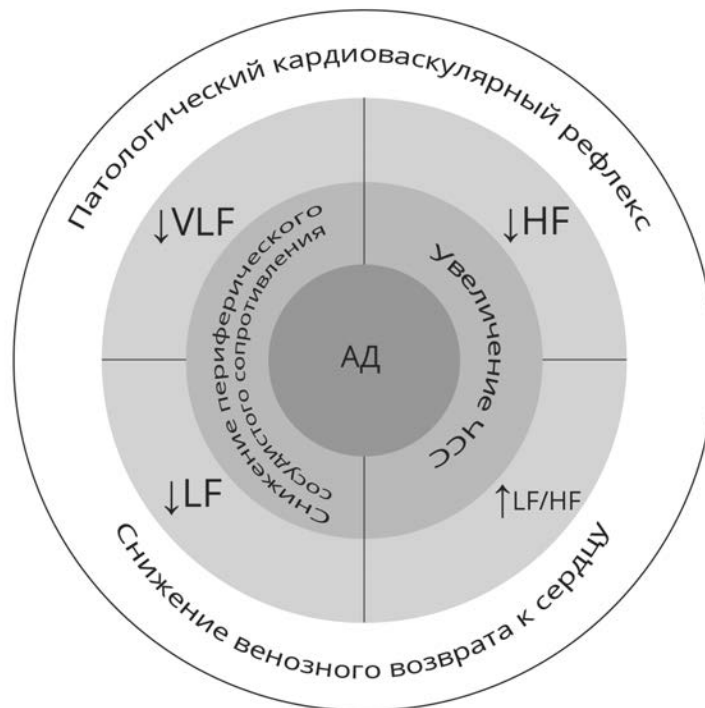 Патологический кардиоваскулярный рефлекс
↓VLF
↓HF
Снижение периферического
сосудистого сопротивления
Увеличение ЧСС
АД
↓LF
↑LF/HF
Снижение венозного возврата к сердцу